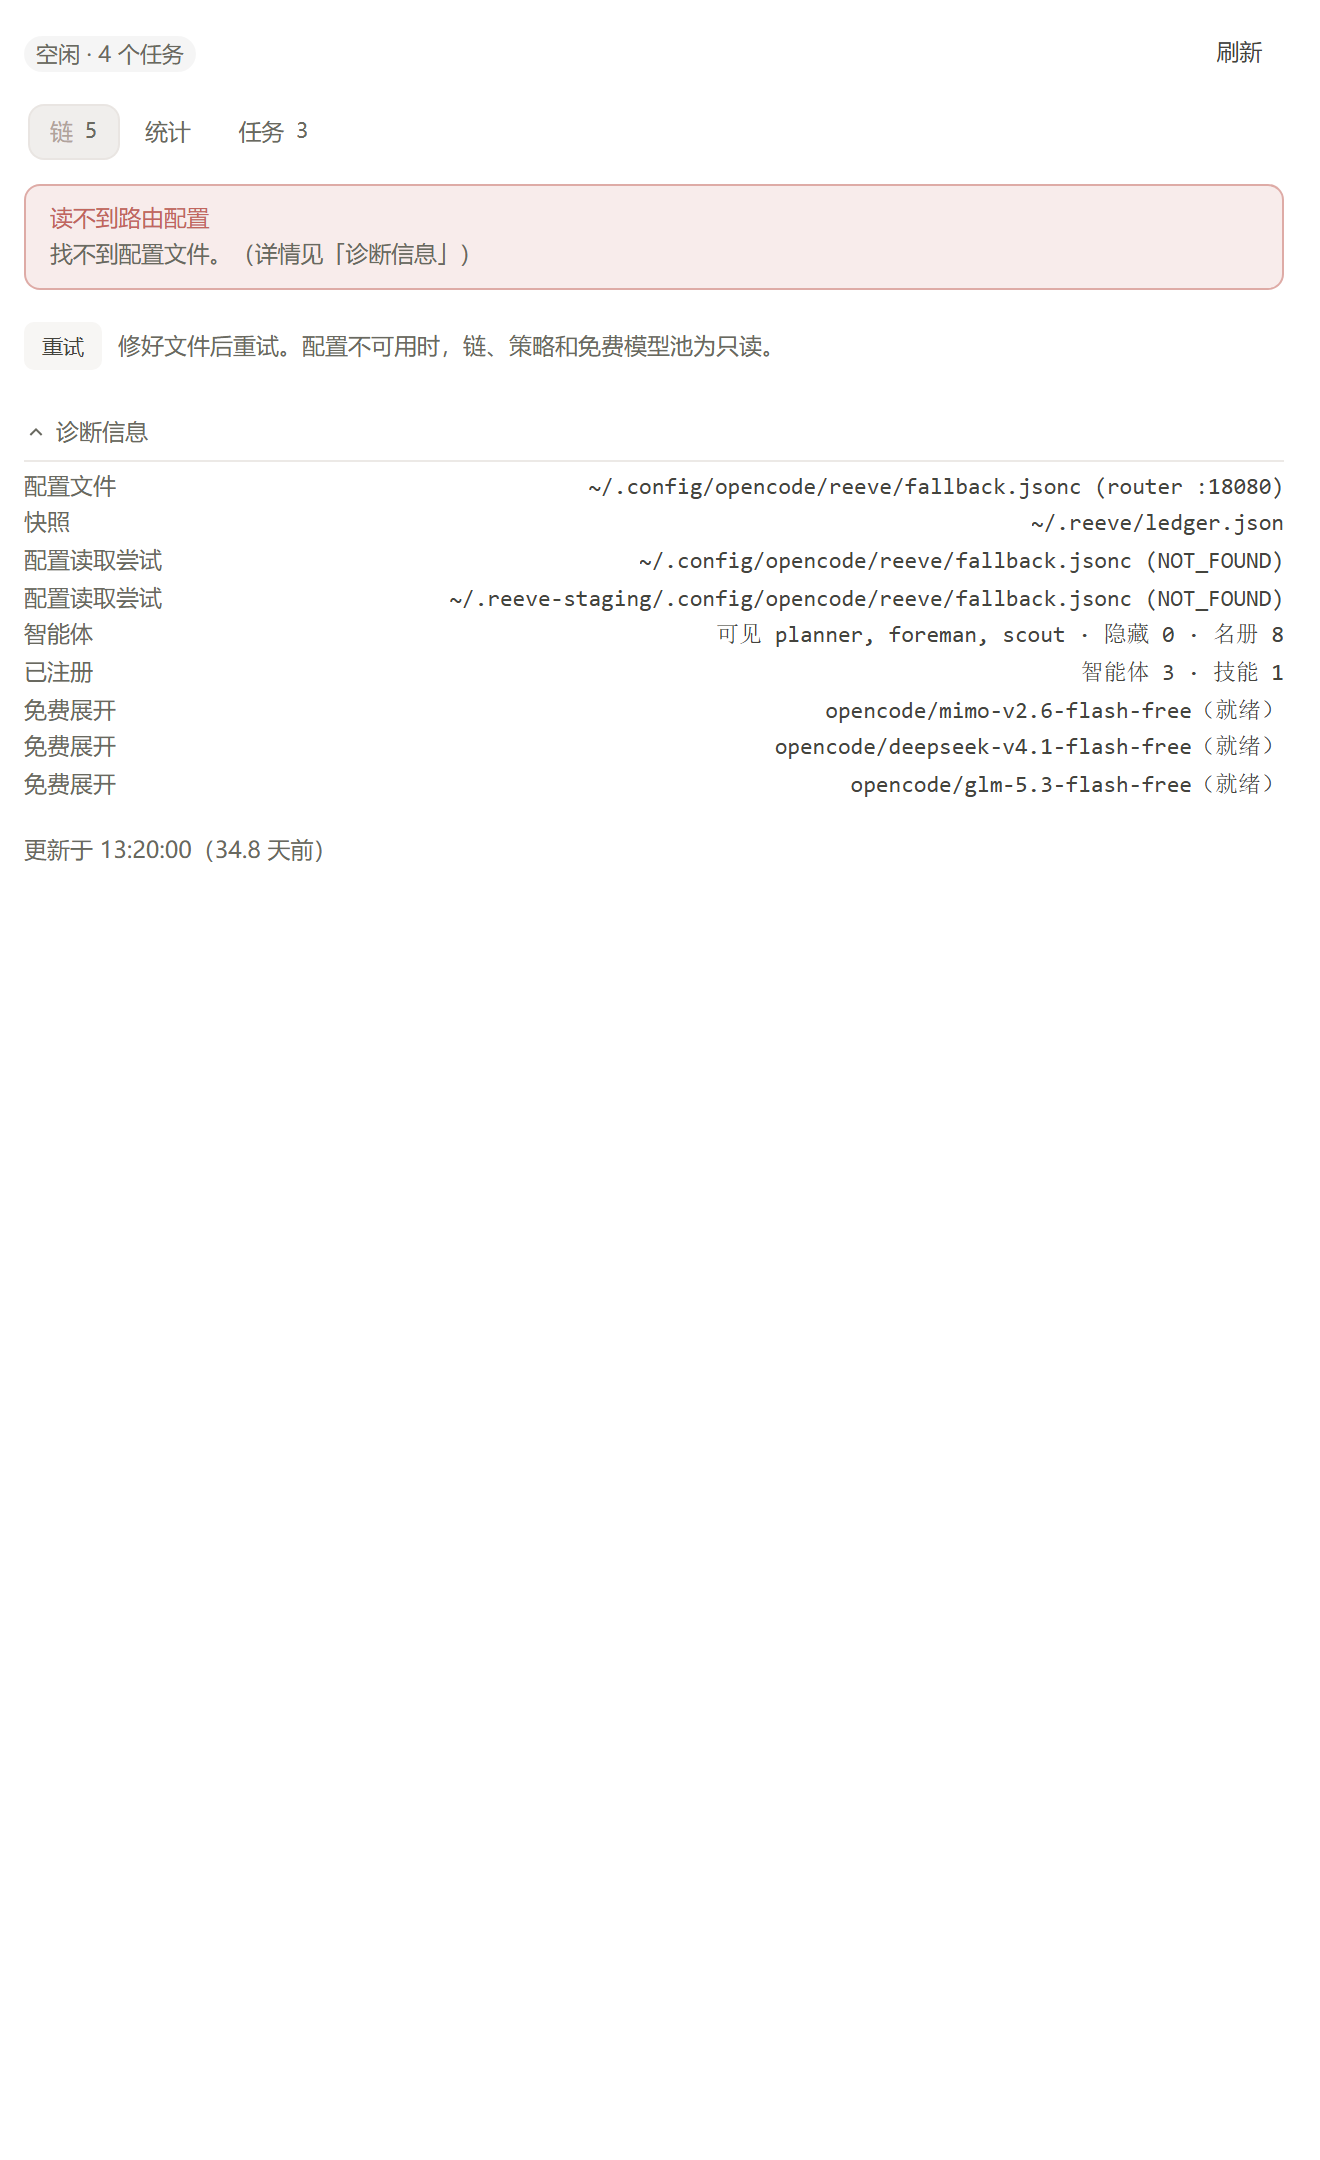 空闲 · 4 个任务
刷新
链 5 统计 任务 3
读不到路由配置
找不到配置文件。（详情见「诊断信息」）
重试 修好文件后重试。配置不可用时，链、策略和免费模型池为只读。
诊断信息
配置文件 ~/.config/opencode/reeve/fallback.jsonc (router :18080)
快照 ~/.reeve/ledger.json
配置读取尝试 ~/.config/opencode/reeve/fallback.jsonc (NOT_FOUND)
配置读取尝试 ~/.reeve-staging/.config/opencode/reeve/fallback.jsonc (NOT_FOUND)
智能体 可见 planner, foreman, scout · 隐藏 0 · 名册 8
已注册 智能体 3 · 技能 1
免费展开 opencode/mimo-v2.6-flash-free（就绪）
免费展开 opencode/deepseek-v4.1-flash-free（就绪）
免费展开 opencode/glm-5.3-flash-free（就绪）
更新于 13:20:00（34.8 天前）